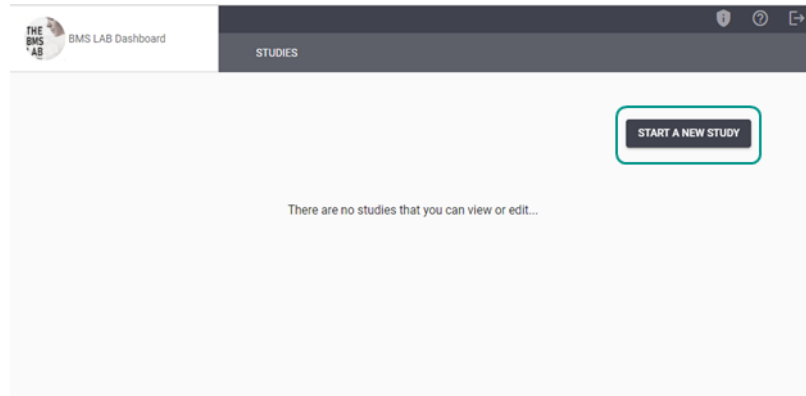 THE
BMS
LAB
BMS LAB Dashboard
STUDIES
START A NEW STUDY
There are no studies that you can view or edit...